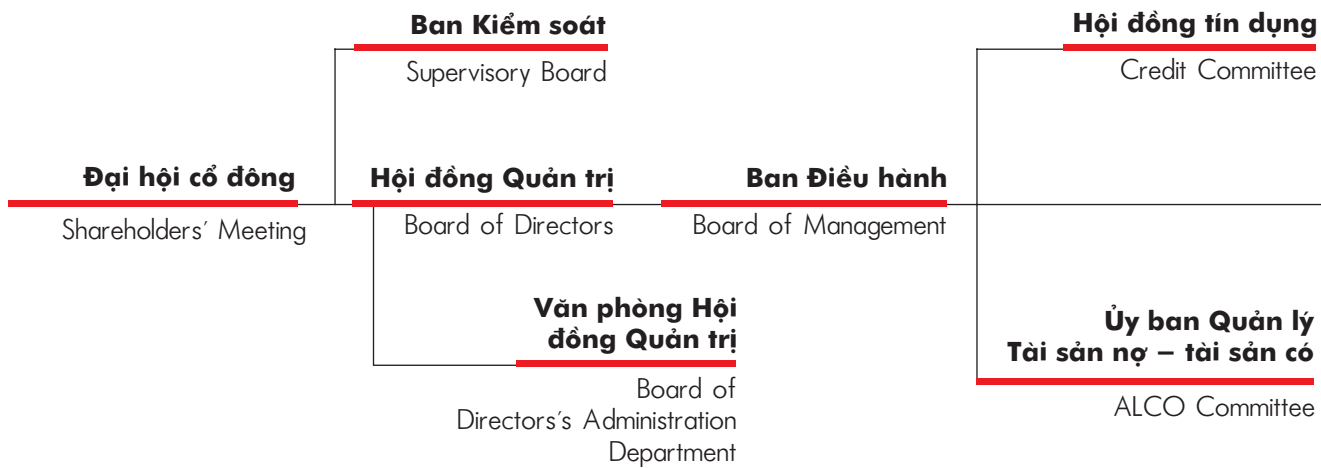 Ban Kiểm soát
Supervisory Board
Hội đồng tín dụng
Credit Committee
Đại hội cổ đông
Shareholders' Meeting
Hội đồng Quản trị
Board of Directors
Ban Điều hành
Board of Management
Văn phòng Hội
đồng Quản trị
Board of
Directors's Administration
Department
Ủy ban Quản lý
Tài sản nợ – tài sản có
ALCO Committee